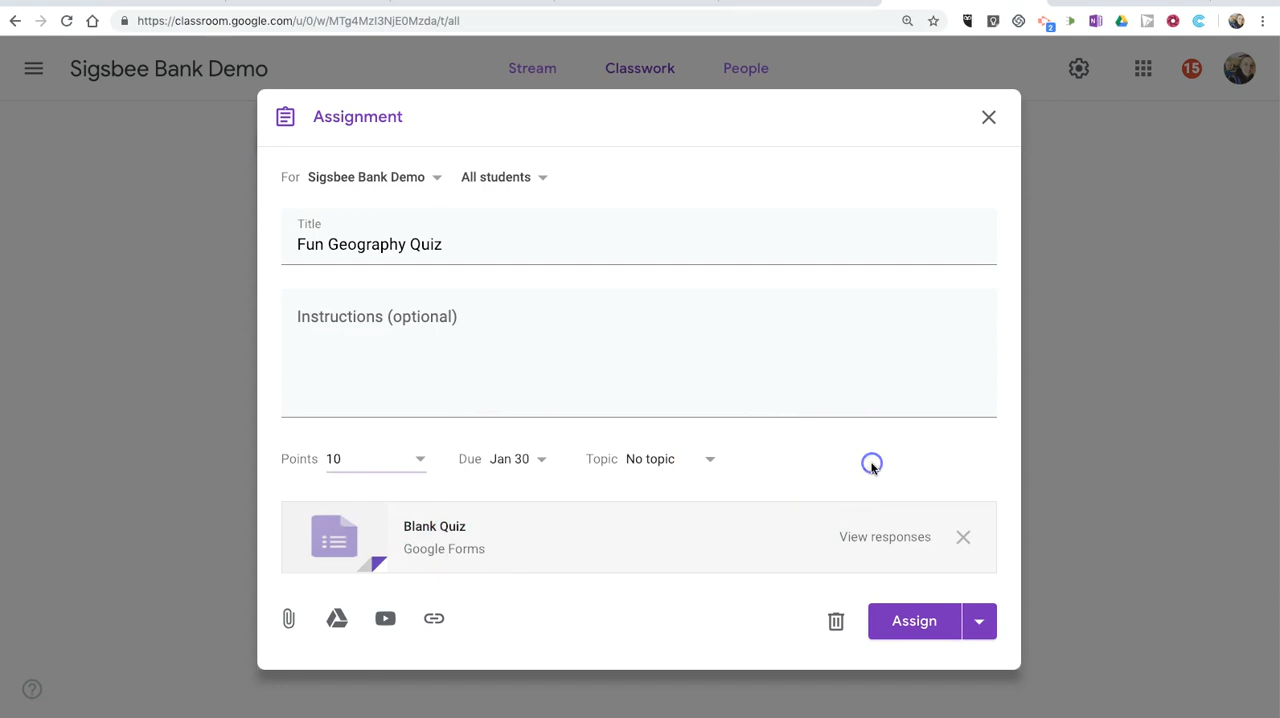 https://classroom.google.com/u/0/w/MTg4MzI3NjE0Mzda/t/all
2
Sigsbee Bank Demo
Stream
Classwork
People
15
Assignment
For Sigsbee Bank Demo All students
Title
Fun Geography Quiz
Instructions (optional)
Points 10 Due Jan 30 Topic No topic
Blank Quiz
Google Forms
View responses
Assign